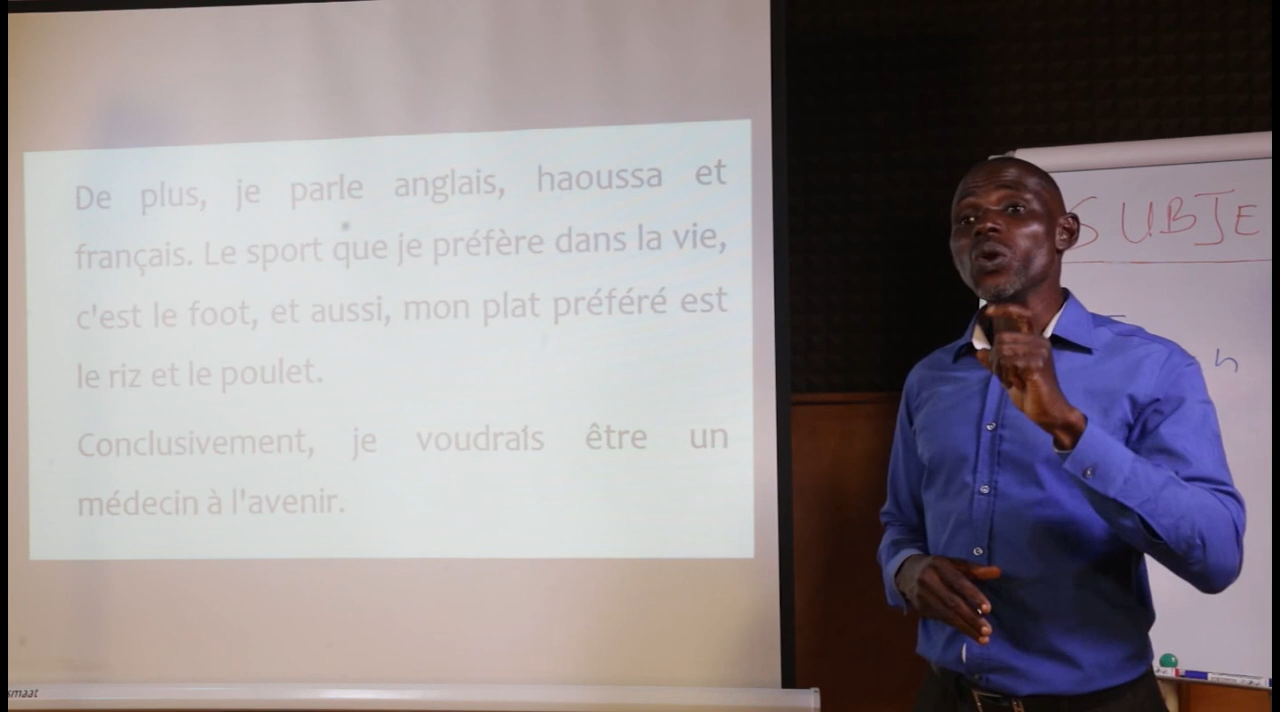 De plus, je parle anglais, haoussa et
français. Le sport que je préfère dans la vie,
c'est le foot, et aussi, mon plat préféré est
le riz et le poulet.
Conclusivement, je voudrais être un
médecin à l'avenir.
smaat
SUBJE
h